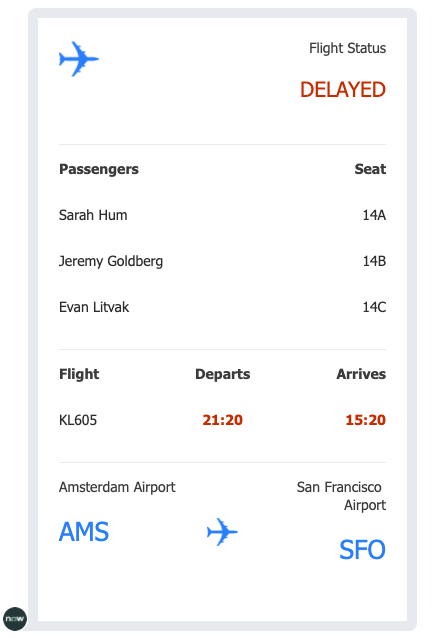 Flight Status
DELAYED
Passengers Seat
Sarah Hum 14A
Jeremy Goldberg 14B
Evan Litvak 14C
Flight Departs Arrives
KL605 21:20 15:20
Amsterdam Airport San Francisco
Airport
AMS SFO
now